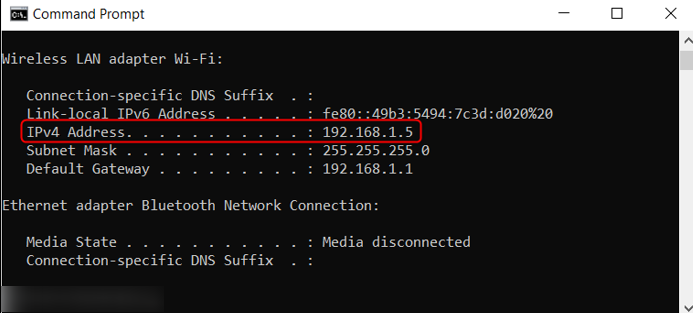 Command Prompt
Wireless LAN adapter Wi-Fi:
Connection-specific DNS Suffix  . :
Link-local IPv6 Address . . . . . : fe80::49b3:5494:7c3d:d020%20
IPv4 Address. . . . . . . . . . . : 192.168.1.5
Subnet Mask . . . . . . . . . . . : 255.255.255.0
Default Gateway . . . . . . . . . : 192.168.1.1
Ethernet adapter Bluetooth Network Connection:
Media State . . . . . . . . . . . : Media disconnected
Connection-specific DNS Suffix  . :